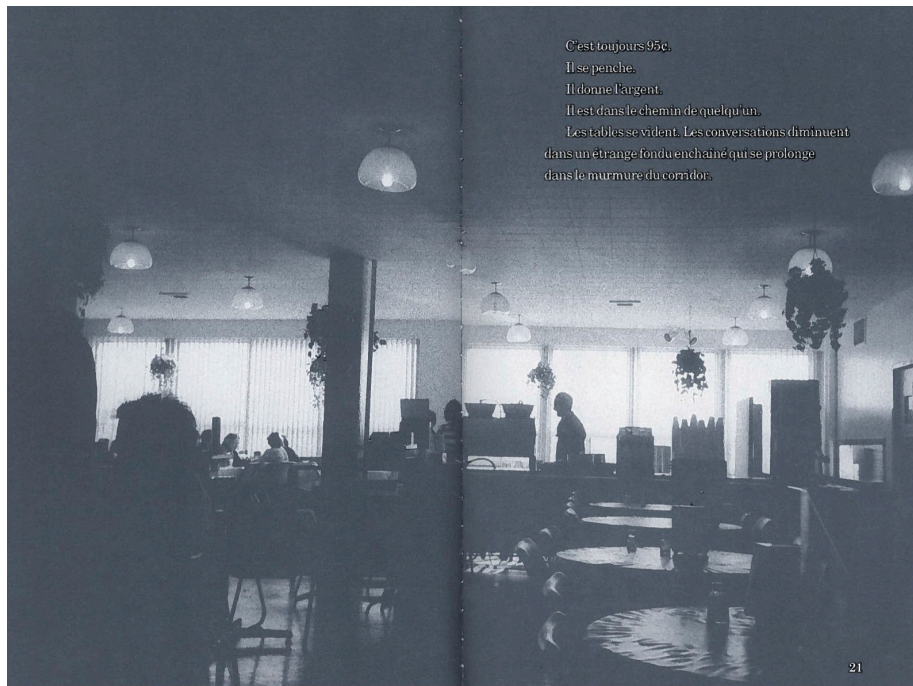 C'est toujours 95¢.
Il se penche.
Il donne l'argent.
Il est dans le chemin de quelqu'un.
Les tables se vident. Les conversations diminuent
dans un étrange fondu enchaîné qui se prolonge
dans le murmure du corridor.
21